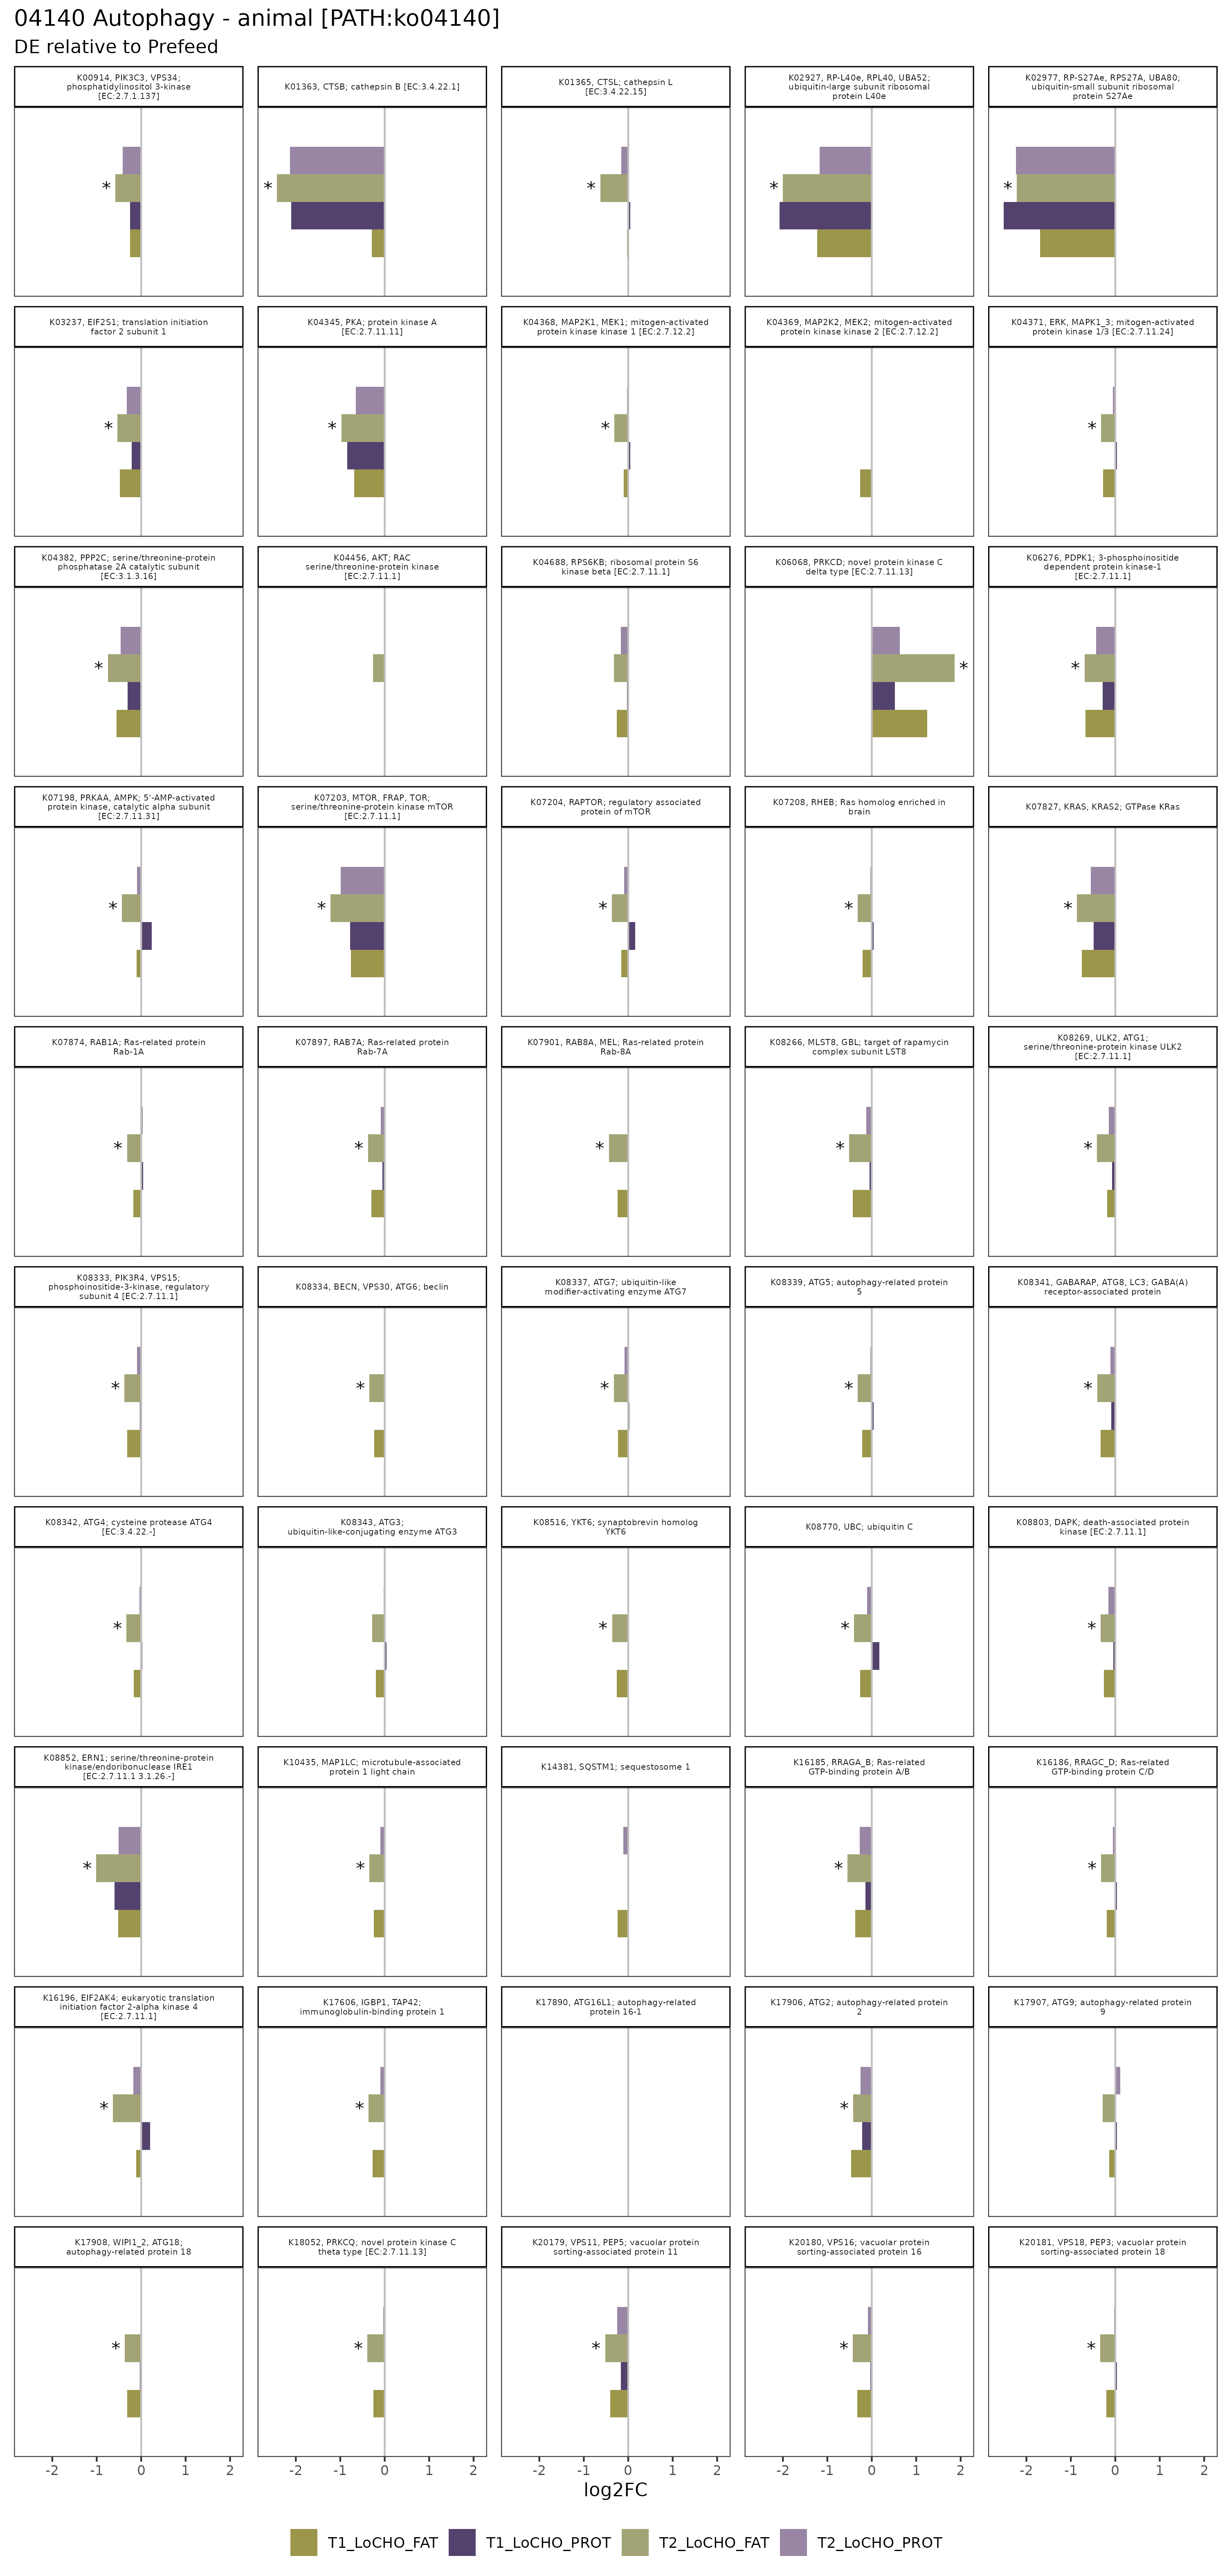 04140 Autophagy - animal [PATH:ko04140]
DE relative to Prefeed
K00914, PIK3C3, VPS34;
phosphatidylinositol 3-kinase
[EC:2.7.1.137]
K01363, CTSB; cathepsin B [EC:3.4.22.1]
K01365, CTSL; cathepsin L
[EC:3.4.22.15]
K02927, RP-L40e, RPL40, UBA52;
ubiquitin-large subunit ribosomal
protein L40e
K02977, RP-S27Ae, RPS27A, UBA80;
ubiquitin-small subunit ribosomal
protein S27Ae
*
*
*
*
*
K03237, EIF2S1; translation initiation
factor 2 subunit 1
K04345, PKA; protein kinase A
[EC:2.7.11.11]
K04368, MAP2K1, MEK1; mitogen-activated
protein kinase kinase 1 [EC:2.7.12.2]
K04369, MAP2K2, MEK2; mitogen-activated
protein kinase kinase 2 [EC:2.7.12.2]
K04371, ERK, MAPK1_3; mitogen-activated
protein kinase 1/3 [EC:2.7.11.24]
*
*
*
*
K04382, PPP2C; serine/threonine-protein
phosphatase 2A catalytic subunit
[EC:3.1.3.16]
K04456, AKT; RAC
serine/threonine-protein kinase
[EC:2.7.11.1]
K04688, RPS6KB; ribosomal protein S6
kinase beta [EC:2.7.11.1]
K06068, PRKCD; novel protein kinase C
delta type [EC:2.7.11.13]
K06276, PDPK1; 3-phosphoinositide
dependent protein kinase-1
[EC:2.7.11.1]
*
*
*
K07198, PRKAA, AMPK; 5'-AMP-activated
protein kinase, catalytic alpha subunit
[EC:2.7.11.31]
K07203, MTOR, FRAP, TOR;
serine/threonine-protein kinase mTOR
[EC:2.7.11.1]
K07204, RAPTOR; regulatory associated
protein of mTOR
K07208, RHEB; Ras homolog enriched in
brain
K07827, KRAS, KRAS2; GTPase KRas
*
*
*
*
*
K07874, RAB1A; Ras-related protein
Rab-1A
K07897, RAB7A; Ras-related protein
Rab-7A
K07901, RAB8A, MEL; Ras-related protein
Rab-8A
K08266, MLST8, GBL; target of rapamycin
complex subunit LST8
K08269, ULK2, ATG1;
serine/threonine-protein kinase ULK2
[EC:2.7.11.1]
*
*
*
*
*
K08333, PIK3R4, VPS15;
phosphoinositide-3-kinase, regulatory
subunit 4 [EC:2.7.11.1]
K08334, BECN, VPS30, ATG6; beclin
K08337, ATG7; ubiquitin-like
modifier-activating enzyme ATG7
K08339, ATG5; autophagy-related protein
5
K08341, GABARAP, ATG8, LC3; GABA(A)
receptor-associated protein
*
*
*
*
*
K08342, ATG4; cysteine protease ATG4
[EC:3.4.22.-]
K08343, ATG3;
ubiquitin-like-conjugating enzyme ATG3
K08516, YKT6; synaptobrevin homolog
YKT6
K08770, UBC; ubiquitin C
K08803, DAPK; death-associated protein
kinase [EC:2.7.11.1]
*
*
*
*
K08852, ERN1; serine/threonine-protein
kinase/endoribonuclease IRE1
[EC:2.7.11.1 3.1.26.-]
K10435, MAP1LC; microtubule-associated
protein 1 light chain
K14381, SQSTM1; sequestosome 1
K16185, RRAGA_B; Ras-related
GTP-binding protein A/B
K16186, RRAGC_D; Ras-related
GTP-binding protein C/D
*
*
*
*
K16196, EIF2AK4; eukaryotic translation
initiation factor 2-alpha kinase 4
[EC:2.7.11.1]
K17606, IGBP1, TAP42;
immunoglobulin-binding protein 1
K17890, ATG16L1; autophagy-related
protein 16-1
K17906, ATG2; autophagy-related protein
2
K17907, ATG9; autophagy-related protein
9
*
*
*
K17908, WIPI1_2, ATG18;
autophagy-related protein 18
K18052, PRKCQ; novel protein kinase C
theta type [EC:2.7.11.13]
K20179, VPS11, PEP5; vacuolar protein
sorting-associated protein 11
K20180, VPS16; vacuolar protein
sorting-associated protein 16
K20181, VPS18, PEP3; vacuolar protein
sorting-associated protein 18
*
*
*
*
*
-2 -1 0 1 2
-2 -1 0 1 2
-2 -1 0 1 2
-2 -1 0 1 2
-2 -1 0 1 2
log2FC
T1_LoCHO_FAT T1_LoCHO_PROT T2_LoCHO_FAT T2_LoCHO_PROT